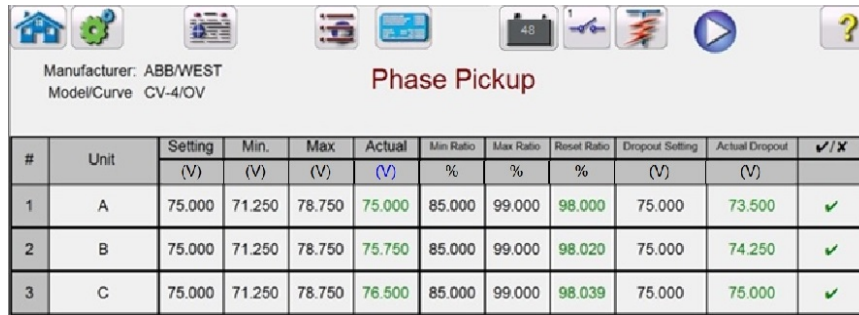 48
1
?
Manufacturer: ABB/WEST
Model/Curve CV-4/OV
Phase Pickup
# Unit Setting Min. Max Actual Min Ratio Max Ratio Reset Ratio Dropout Setting Actual Dropout ✔/✘
(V) (V) (V) (V) % % % (V) (V)
1 A 75.000 71.250 78.750 75.000 85.000 99.000 98.000 75.000 73.500 ✔
2 B 75.000 71.250 78.750 75.750 85.000 99.000 98.020 75.000 74.250 ✔
3 C 75.000 71.250 78.750 76.500 85.000 99.000 98.039 75.000 75.000 ✔